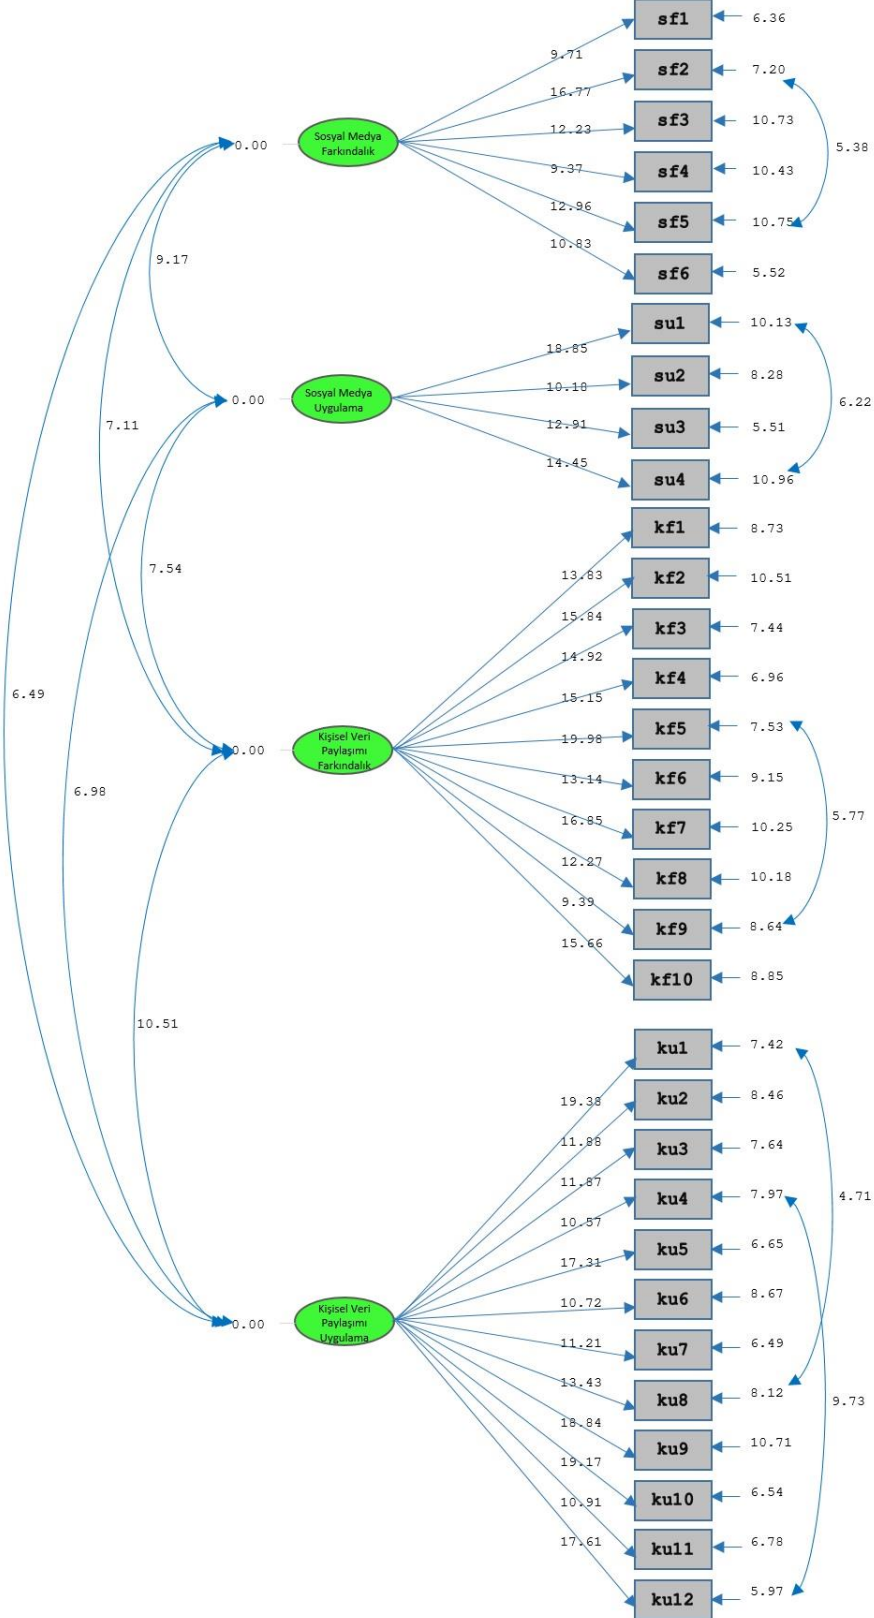 sf1
6.36
9.71
sf2
7.20
16.77
sf3
10.73
12.23
0.00
Sosyal Medya
Farkındalık
5.38
sf4
10.43
9.37
sf5
10.75
12.96
sf6
5.52
10.83
9.17
su1
10.13
18.85
su2
8.28
10.18
0.00
Sosyal Medya
Uygulama
6.22
su3
5.51
12.91
su4
10.96
14.45
7.11
kf1
8.73
13.83
kf2
10.51
15.84
7.54
kf3
7.44
14.92
kf4
6.96
15.15
6.49
kf5
7.53
19.98
0.00
Kişisel Veri
Paylaşımı
Farkındalık
kf6
9.15
13.14
6.98
kf7
10.25
16.85
5.77
kf8
10.18
12.27
kf9
8.64
9.39
kf10
8.85
15.66
10.51
ku1
7.42
19.38
ku2
8.46
11.88
ku3
7.64
11.87
ku4
7.97
10.57
4.71
ku5
6.65
17.31
ku6
8.67
10.72
0.00
Kişisel Veri
Paylaşımı
Uygulama
ku7
6.49
11.21
ku8
8.12
13.43
9.73
ku9
10.71
18.84
ku10
6.54
19.17
ku11
6.78
10.91
ku12
5.97
17.61